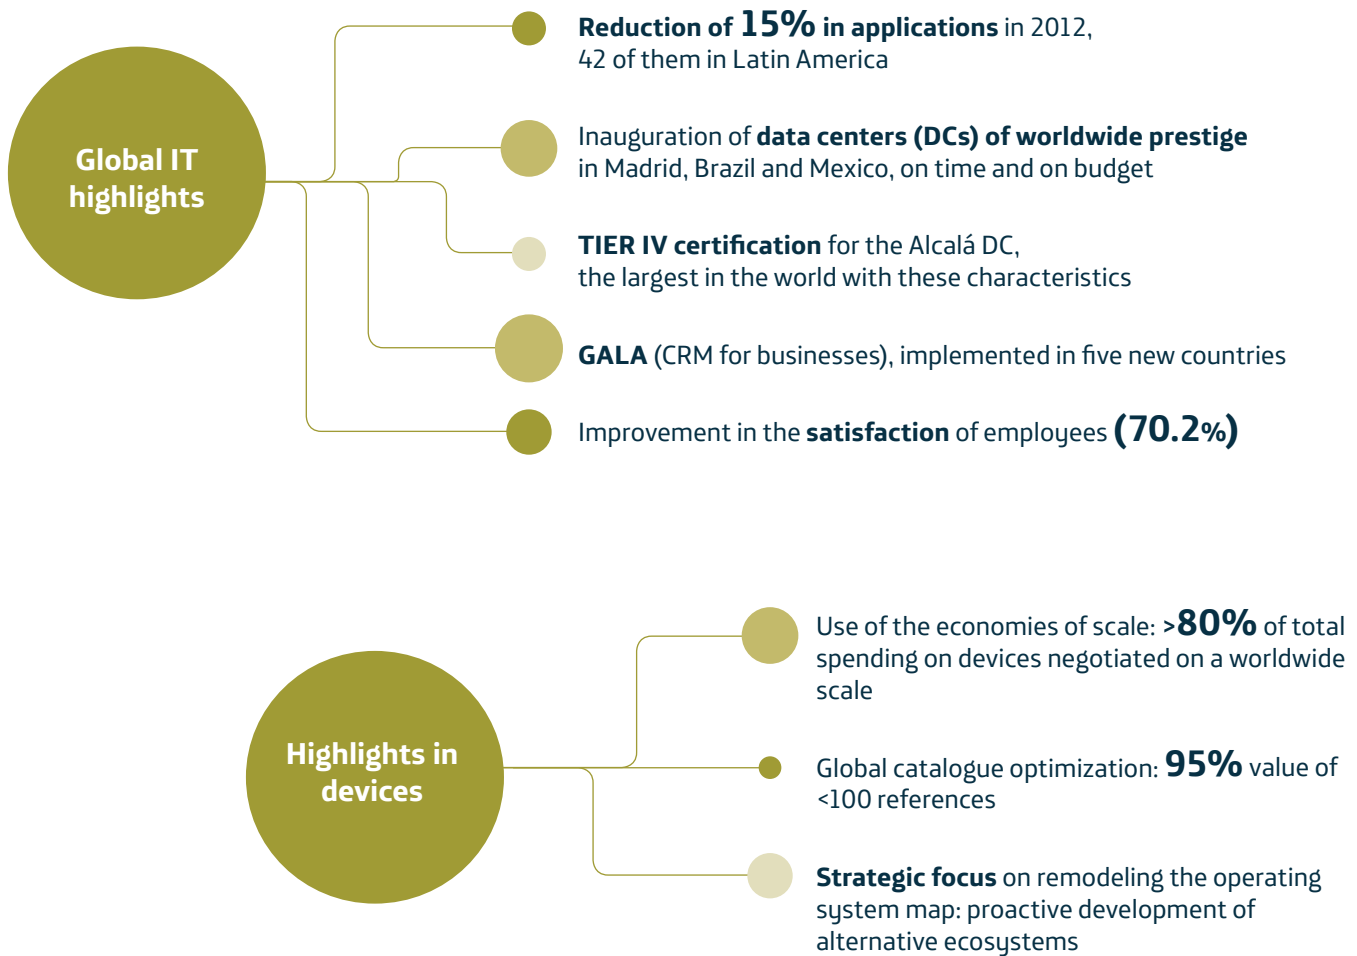 Global IT
highlights
Reduction of 15% in applications in 2012,
42 of them in Latin America
Inauguration of data centers (DCs) of worldwide prestige
in Madrid, Brazil and Mexico, on time and on budget
TIER IV certification for the Alcalá DC,
the largest in the world with these characteristics
GALA (CRM for businesses), implemented in five new countries
Improvement in the satisfaction of employees (70.2%)
Highlights in
devices
Use of the economies of scale: >80% of total
spending on devices negotiated on a worldwide
scale
Global catalogue optimization: 95% value of
<100 references
Strategic focus on remodeling the operating
system map: proactive development of
alternative ecosystems